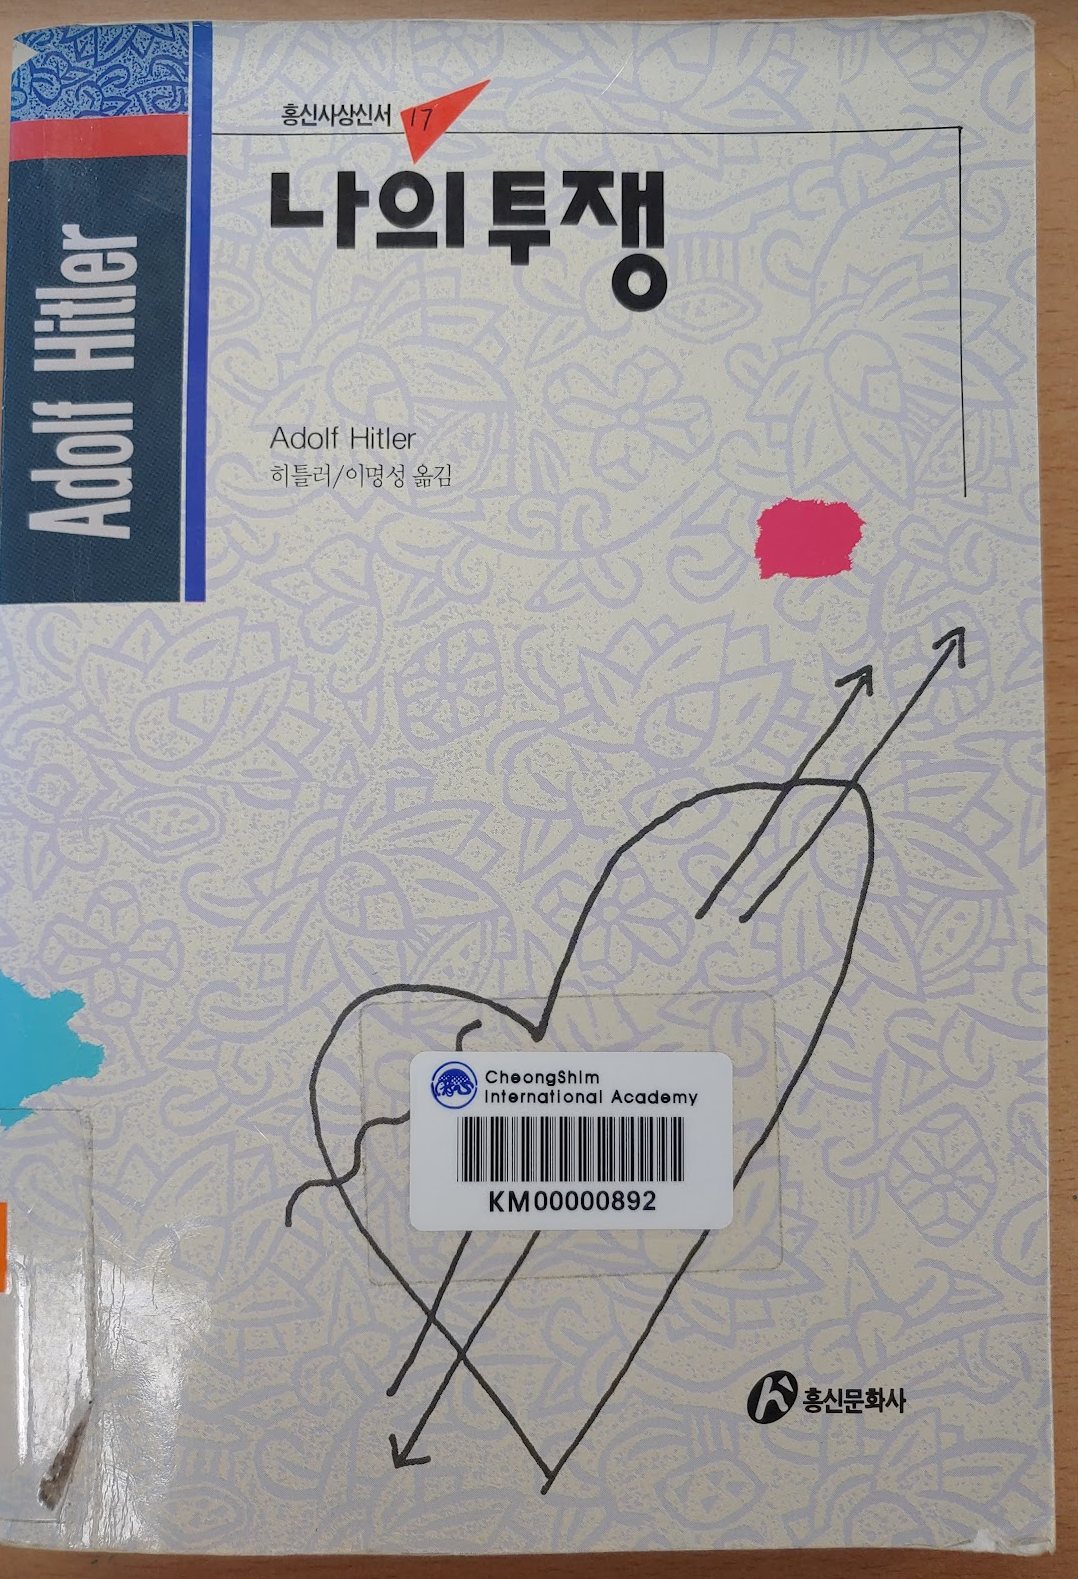 Adolf Hitler
홍신사상신서 17
나의 투쟁
Adolf Hitler
히틀러/이명성 옮김
CheongShim
International Academy
KM00000892
홍신문화사